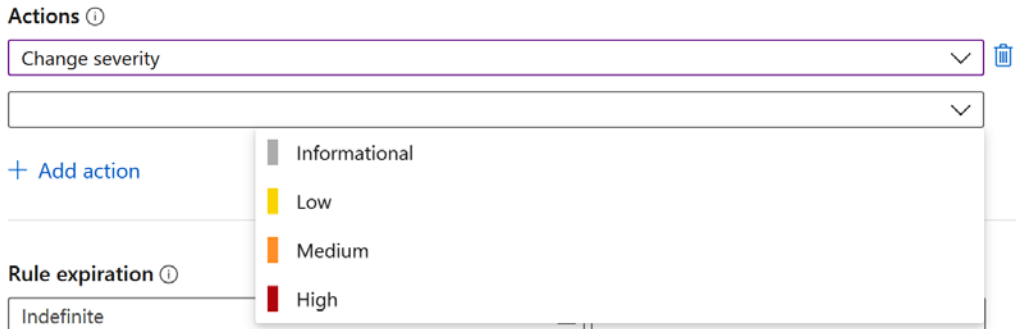 Actions
Change severity
Informational
+ Add action
Low
Medium
Rule expiration
High
Indefinite